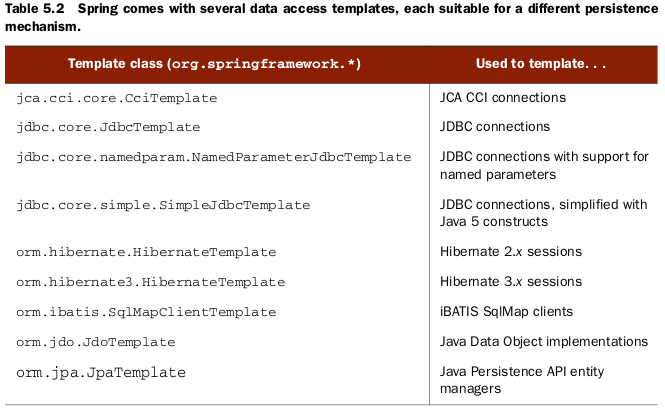 Table 5.2 Spring comes with several data access templates, each suitable for a different persistence
mechanism.
Template class (org.springframework.*) Used to template. . .
jca.cci.core.CciTemplate JCA CCI connections
jdbc.core.JdbcTemplate JDBC connections
jdbc.core.namedparam.NamedParameterJdbcTemplate JDBC connections with support for
named parameters
jdbc.core.simple.SimpleJdbcTemplate JDBC connections, simplified with
Java 5 constructs
orm.hibernate.HibernateTemplate Hibernate 2.x sessions
orm.hibernate3.HibernateTemplate Hibernate 3.x sessions
orm.ibatis.SqlMapClientTemplate iBATIS SqlMap clients
orm.jdo.JdoTemplate Java Data Object implementations
orm.jpa.JpaTemplate Java Persistence API entity
managers